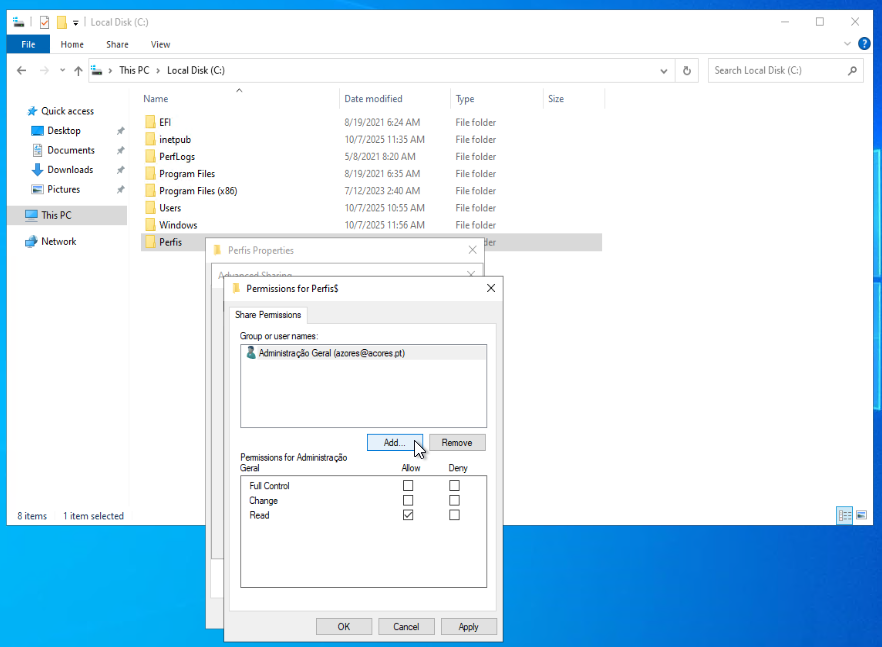 Local Disk (C:)
File Home Share View
This PC Local Disk (C:) Search Local Disk (C:)
Quick access
Desktop
Documents
Downloads
Pictures
This PC
Network
Name Date modified Type Size
EFI 8/19/2021 6:24 AM File folder
inetpub 10/7/2025 11:35 AM File folder
PerfLogs 5/8/2021 8:20 AM File folder
Program Files 8/19/2021 6:35 AM File folder
Program Files (x86) 7/12/2023 2:40 AM File folder
Users 10/7/2025 10:55 AM File folder
Windows 10/7/2025 11:56 AM File folder
Perfis
Perfis Properties
Advanced Sharing
Permissions for Perfis$
Share Permissions
Group or user names:
Administração Geral (azores@acores.pt)
Add... Remove
Permissions for Administração
Geral Allow Deny
Full Control
Change
Read
OK Cancel Apply
8 items 1 item selected